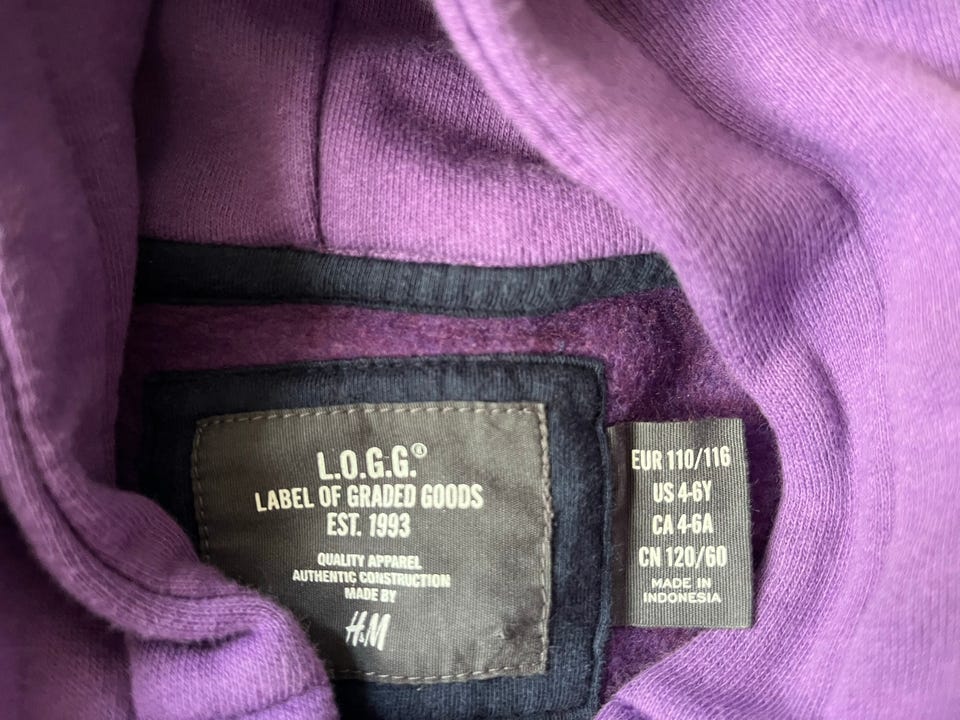 L.O.G.G.®
LABEL OF GRADED GOODS
EST. 1993
QUALITY APPAREL
AUTHENTIC CONSTRUCTION
MADE BY
H&M
EUR 110/116
US 4-6Y
CA 4-6A
CN 120/60
MADE IN
INDONESIA